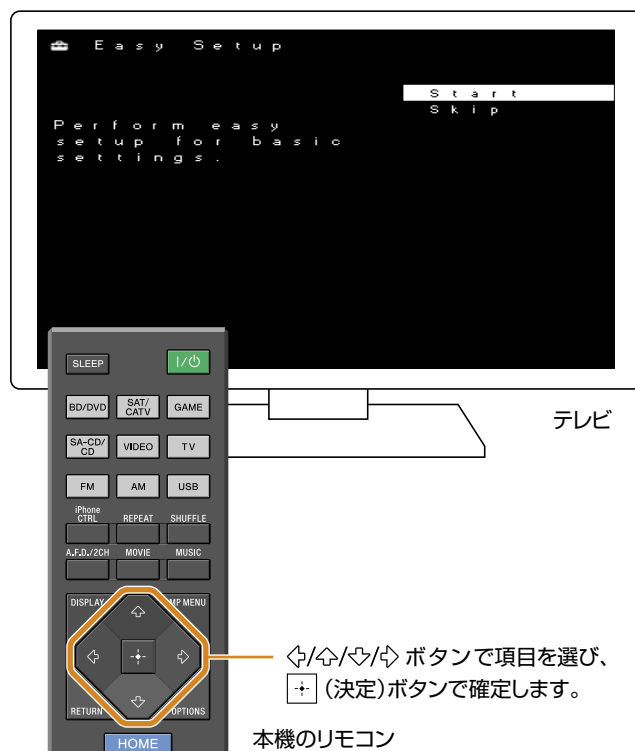 Easy Setup
Start
Skip
Perform easy
setup for basic
settings.
SLEEP
I/⏻
BD/DVD SAT/CATV GAME
SA-CD/CD VIDEO TV
テレビ
FM AM USB
iPhone CTRL REPEAT SHUFFLE
A.F.D./2CH MOVIE MUSIC
DISPLAY MP MENU
RETURN OPTIONS
HOME
←/↑/↓/→ ボタンで項目を選び、
(決定)ボタンで確定します。
本機のリモコン